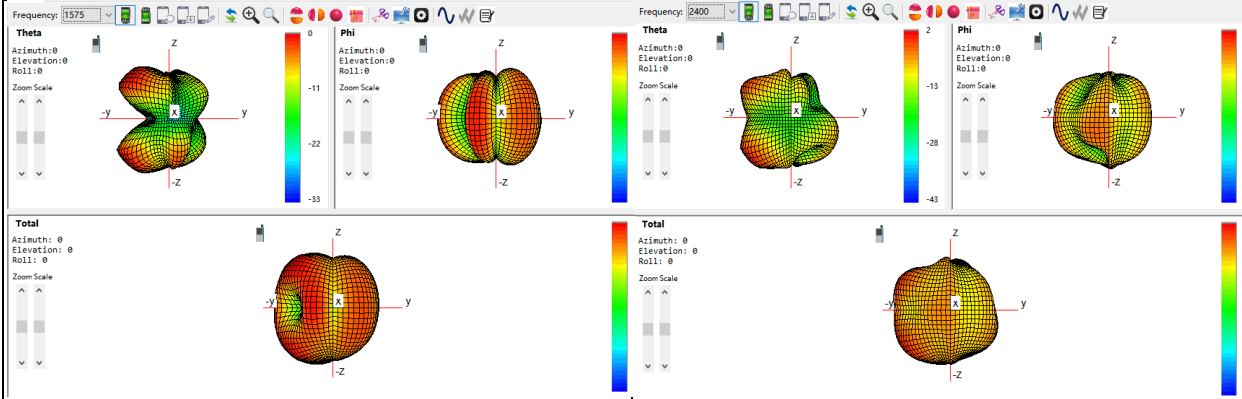 Frequency: 1575
Theta
Azimuth:0
Elevation:0
Roll:0
Zoom Scale
Z
-y
X
y
-Z
0
-11
-22
-33
Phi
Azimuth:0
Elevation:0
Roll:0
Zoom Scale
Z
-y
X
y
-Z
Total
Azimuth: 0
Elevation: 0
Roll: 0
Zoom Scale
Z
-y
X
y
-Z
Frequency: 2400
Theta
Azimuth:0
Elevation:0
Roll:0
Zoom Scale
Z
-y
X
y
-Z
2
-13
-28
-43
Phi
Azimuth:0
Elevation:0
Roll:0
Zoom Scale
Z
-y
X
y
-Z
Total
Azimuth: 0
Elevation: 0
Roll: 0
Zoom Scale
Z
-y
X
y
-Z